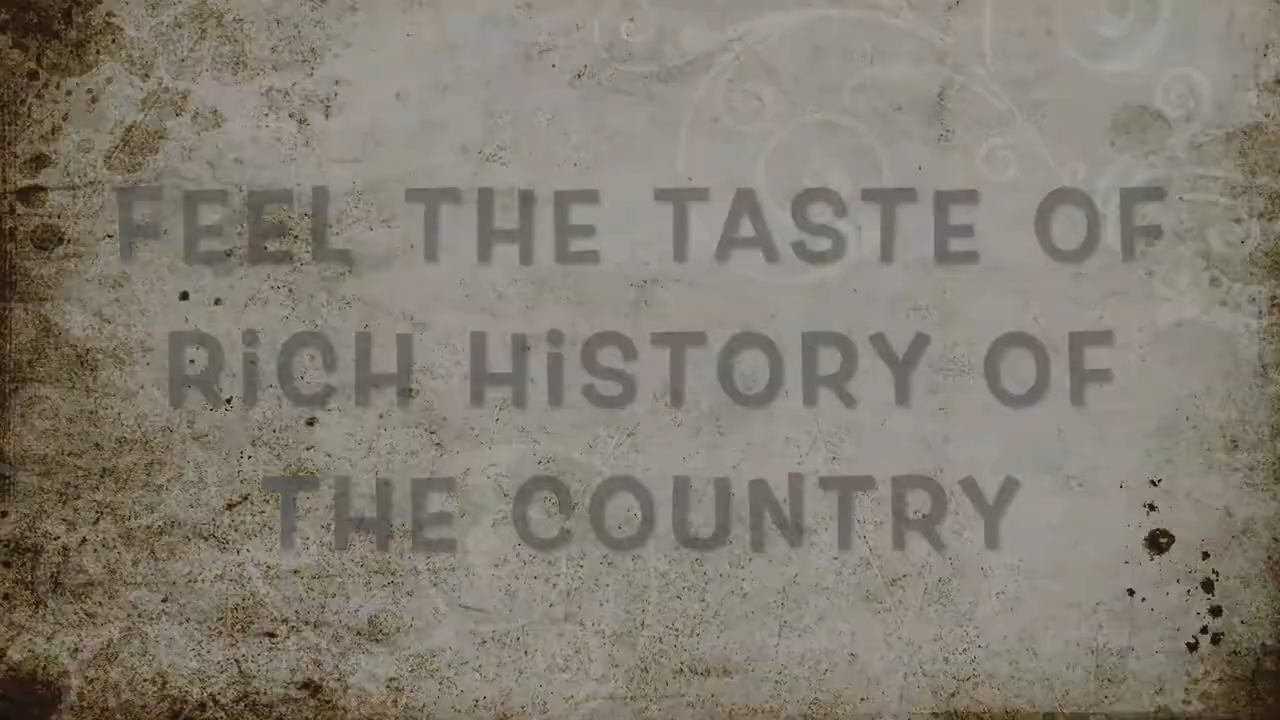 FEEL THE TASTE OF
RiCH HiSTORY OF
THE COUNTRY